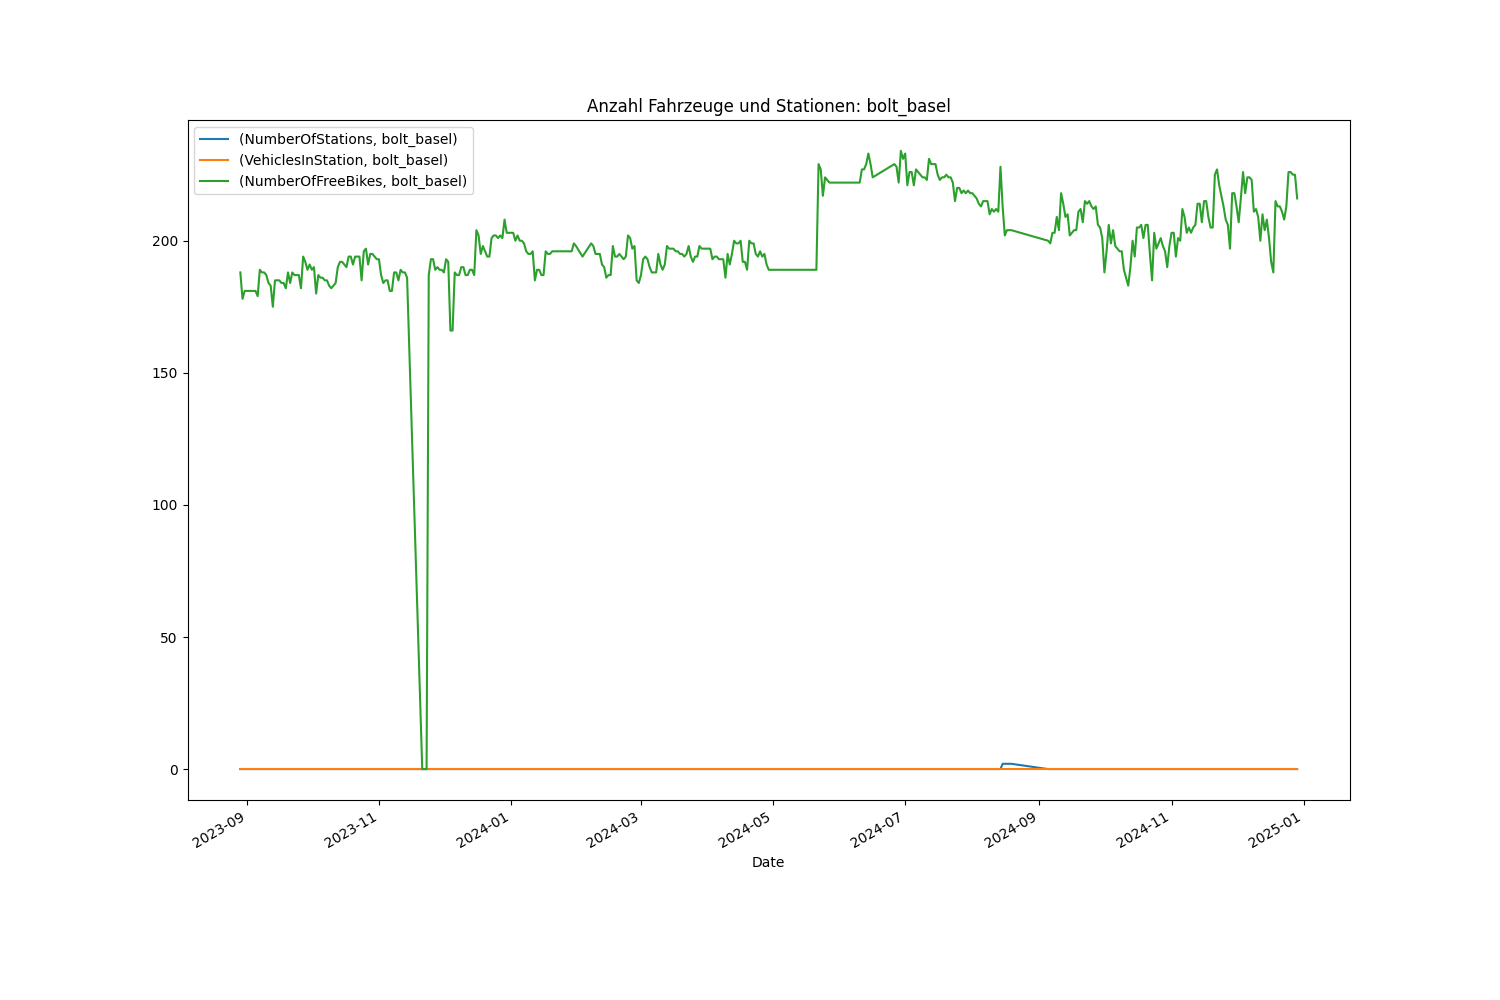 Anzahl Fahrzeuge und Stationen: bolt_basel
(NumberOfStations, bolt_basel)
(VehiclesInStation, bolt_basel)
(NumberOfFreeBikes, bolt_basel)
200
150
100
50
0
2023-09
2023-11
2024-01
2024-03
2024-05
2024-07
2024-09
2024-11
2025-01
Date